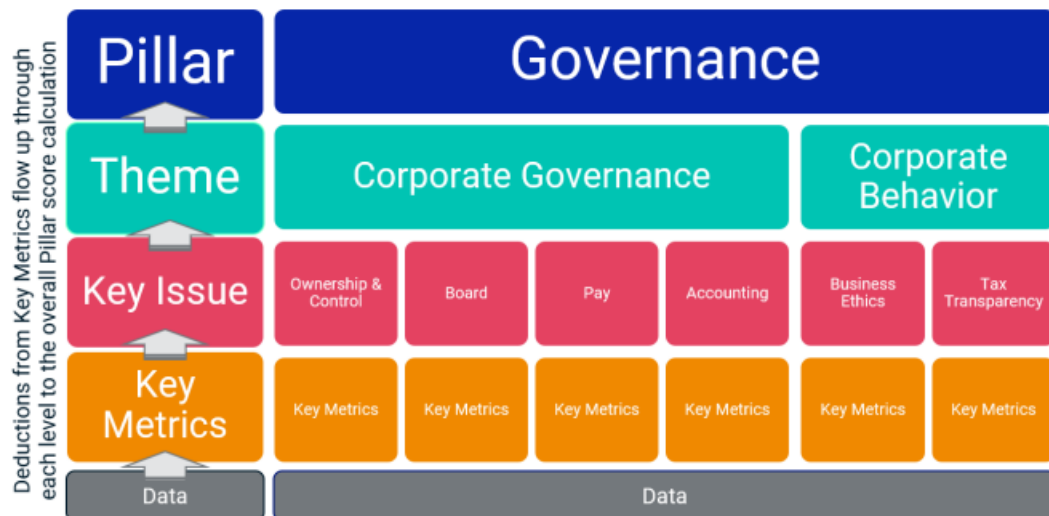 Deductions from Key Metrics flow up through
each level to the overall Pillar score calculation
Pillar
Governance
Theme
Corporate Governance
Corporate
Behavior
Key Issue
Ownership &
Control
Board
Pay
Accounting
Business
Ethics
Tax
Transparency
Key
Metrics
Key Metrics
Key Metrics
Key Metrics
Key Metrics
Key Metrics
Key Metrics
Data
Data